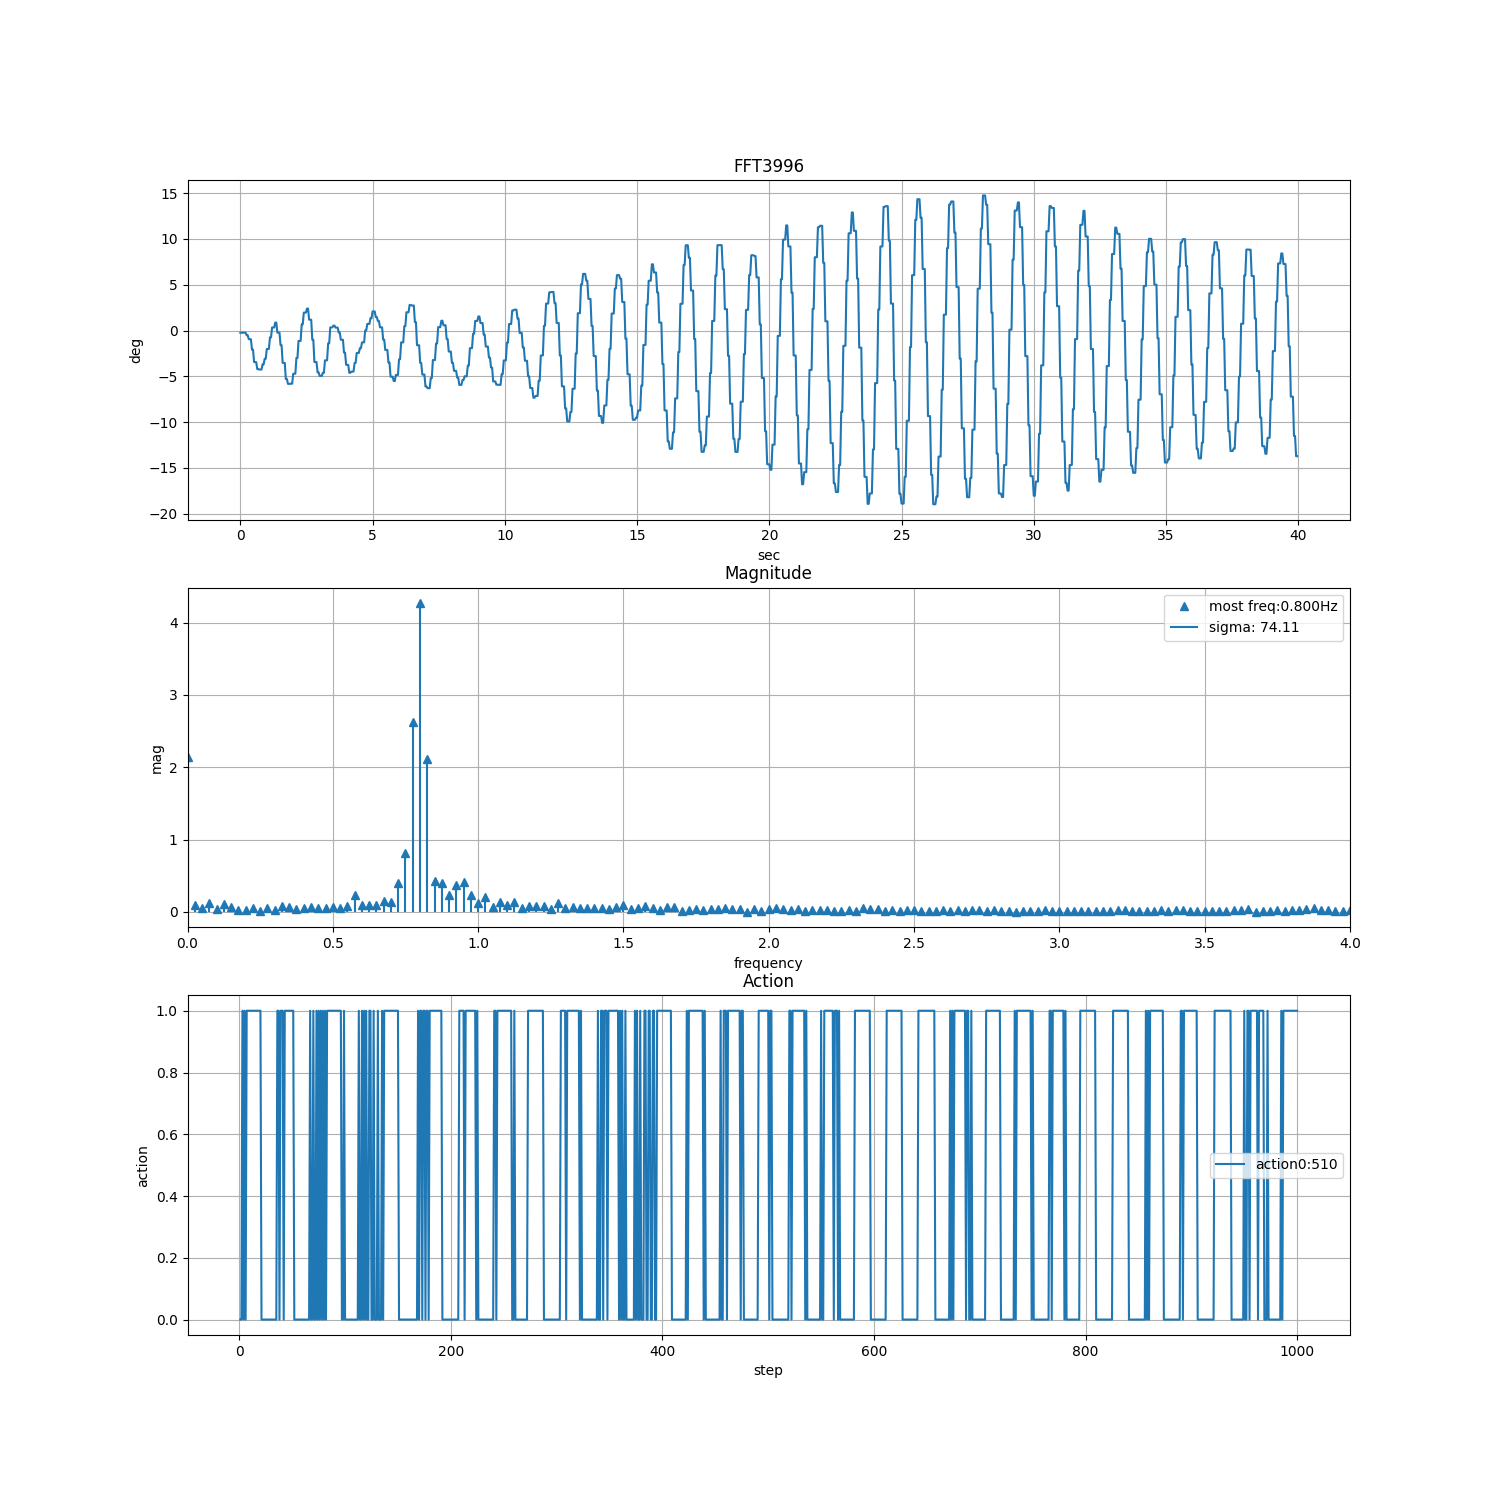 FFT3996
15
10
5
0
−5
−10
−15
−20
deg
0 5 10 15 20 25 30 35 40
sec
Magnitude
most freq:0.800Hz
sigma: 74.11
4
3
2
1
0
mag
0.0 0.5 1.0 1.5 2.0 2.5 3.0 3.5 4.0
frequency
Action
1.0
0.8
0.6
0.4
0.2
0.0
action
action0:510
0 200 400 600 800 1000
step